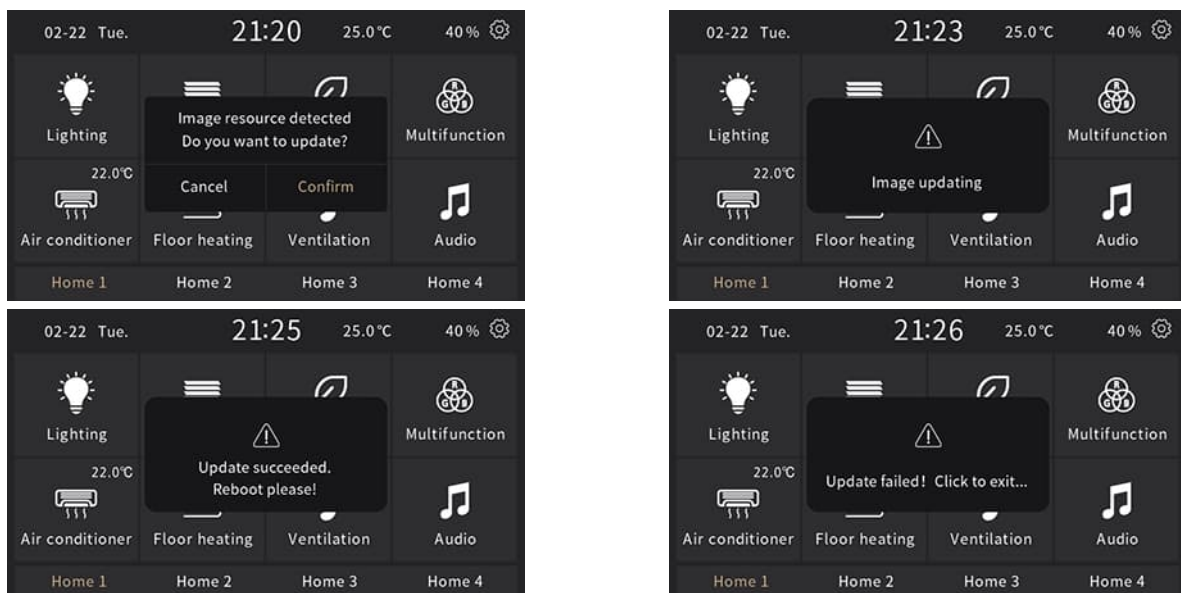 02-22 Tue. 21:20 25.0℃ 40%
Image resource detected
Do you want to update?
Lighting Multifunction
22.0℃
Cancel Confirm
Air conditioner Floor heating Ventilation Audio
Home 1 Home 2 Home 3 Home 4
02-22 Tue. 21:23 25.0℃ 40%
R
G B
Lighting Multifunction
22.0℃
Image updating
Air conditioner Floor heating Ventilation Audio
Home 1 Home 2 Home 3 Home 4
02-22 Tue. 21:25 25.0℃ 40%
R
G B
Lighting Multifunction
22.0℃
Update succeeded.
Reboot please!
Air conditioner Floor heating Ventilation Audio
Home 1 Home 2 Home 3 Home 4
02-22 Tue. 21:26 25.0℃ 40%
R
G B
Lighting Multifunction
22.0℃
Update failed! Click to exit...
Air conditioner Floor heating Ventilation Audio
Home 1 Home 2 Home 3 Home 4